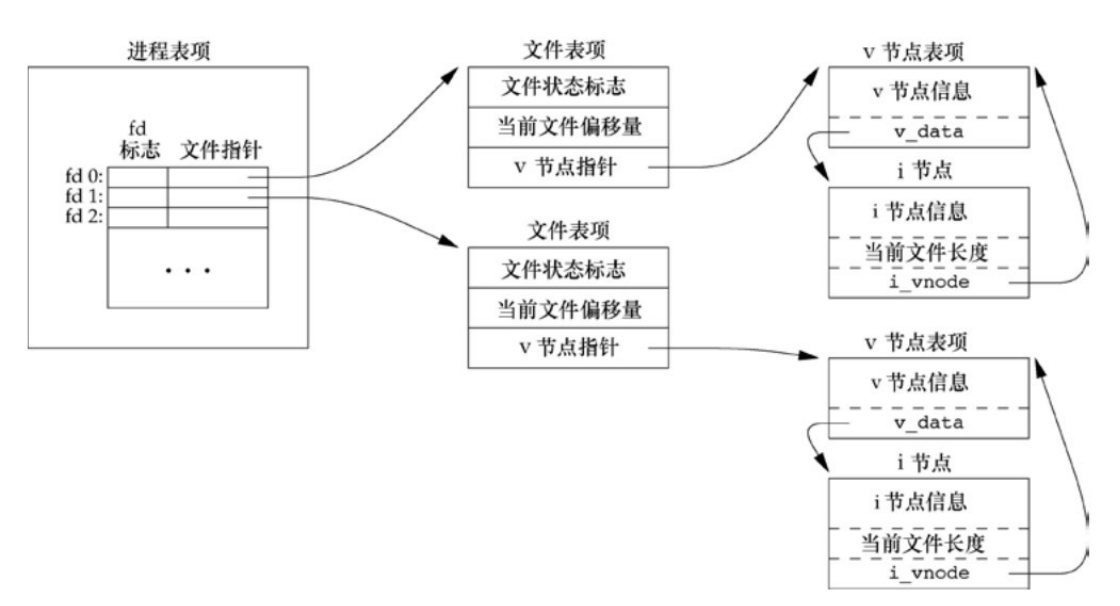 进程表项
fd
标志 文件指针
fd 0:
fd 1:
fd 2:
• • •
文件表项
文件状态标志
当前文件偏移量
v 节点指针
文件表项
文件状态标志
当前文件偏移量
v 节点指针
v 节点表项
v 节点信息
v_data
i 节点
i 节点信息
当前文件长度
i_vnode
v 节点表项
v 节点信息
v_data
i 节点
i 节点信息
当前文件长度
i_vnode